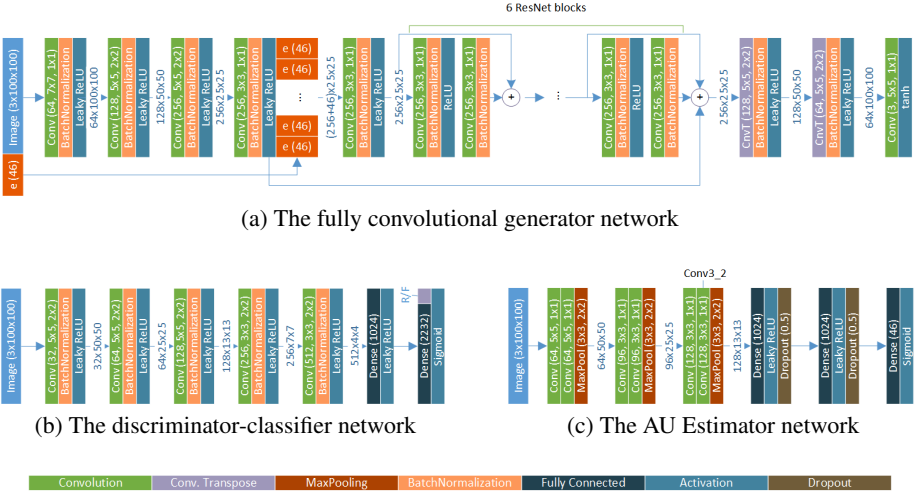 6 ResNet blocks
Image (3x100x100)
e (46)
Conv (64, 7x7, 1x1)
BatchNormalization
Leaky ReLU
64x100x100
Conv (128, 5x5, 2x2)
BatchNormalization
Leaky ReLU
128x50x50
Conv (256, 5x5, 2x2)
BatchNormalization
Leaky ReLU
256x25x25
Conv (256, 3x3, 1x1)
BatchNormalization
Leaky ReLU
e (46)
e (46)
...
e (46)
e (46)
(256+46)x25x25
Conv (256, 3x3, 1x1)
BatchNormalization
Leaky ReLU
256x25x25
Conv (256, 3x3, 1x1)
BatchNormalization
ReLU
Conv (256, 3x3, 1x1)
BatchNormalization
+
...
Conv (256, 3x3, 1x1)
BatchNormalization
ReLU
Conv (256, 3x3, 1x1)
BatchNormalization
+
256x25x25
CnvT (128, 5x5, 2x2)
BatchNormalization
Leaky ReLU
128x50x50
CnvT (64, 5x5, 2x2)
BatchNormalization
Leaky ReLU
64x100x100
Conv (3, 5x5, 1x1)
tanh
(a) The fully convolutional generator network
Image (3x100x100)
Conv (32, 5x5, 2x2)
BatchNormalization
Leaky ReLU
32x50x50
Conv (64, 5x5, 2x2)
BatchNormalization
Leaky ReLU
64x25x25
Conv (128, 5x5, 2x2)
BatchNormalization
Leaky ReLU
128x13x13
Conv (256, 3x3, 2x2)
BatchNormalization
Leaky ReLU
256x7x7
Conv (512, 3x3, 2x2)
BatchNormalization
Leaky ReLU
512x4x4
Dense (1024)
Leaky ReLU
R/F
Dense (2232)
Sigmoid
(b) The discriminator-classifier network
Conv3_2
Image (3x100x100)
Conv (64, 5x5, 1x1)
Conv (64, 5x5, 1x1)
MaxPool (3x3, 2x2)
64x50x50
Conv (96, 3x3, 1x1)
Conv (96, 3x3, 1x1)
MaxPool (3x3, 2x2)
96x25x25
Conv (128, 3x3, 1x1)
Conv (128, 3x3, 1x1)
MaxPool (3x3, 2x2)
128x13x13
Dense (1024)
Leaky ReLU
Dropout (0.5)
Dense (1024)
Leaky ReLU
Dropout (0.5)
Dense (46)
Sigmoid
(c) The AU Estimator network
Convolution
Conv. Transpose
MaxPooling
BatchNormalization
Fully Connected
Activation
Dropout